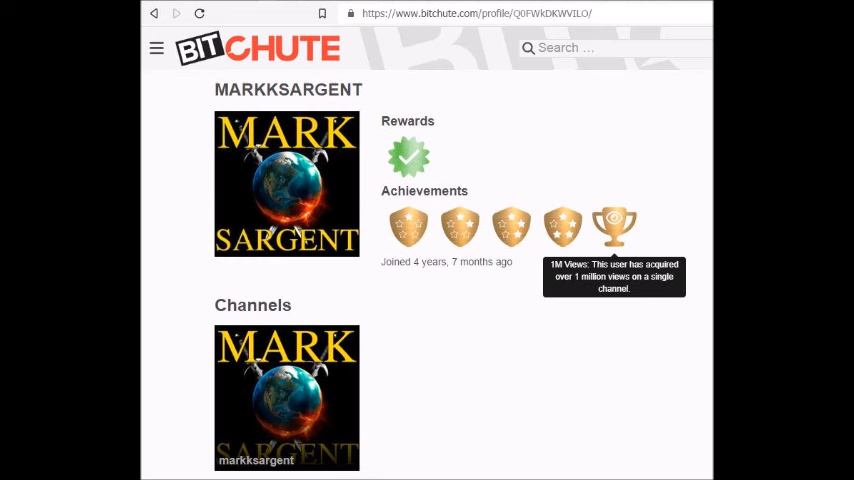 https://www.bitchute.com/profile/Q0FWkDKWVILO/
BITCHUTE
Search ...
MARKKSARGENT
MARK
SARGENT
Rewards
Achievements
Joined 4 years, 7 months ago
1M Views: This user has acquired
over 1 million views on a single
channel.
Channels
MARK
SARGENT
markksargent